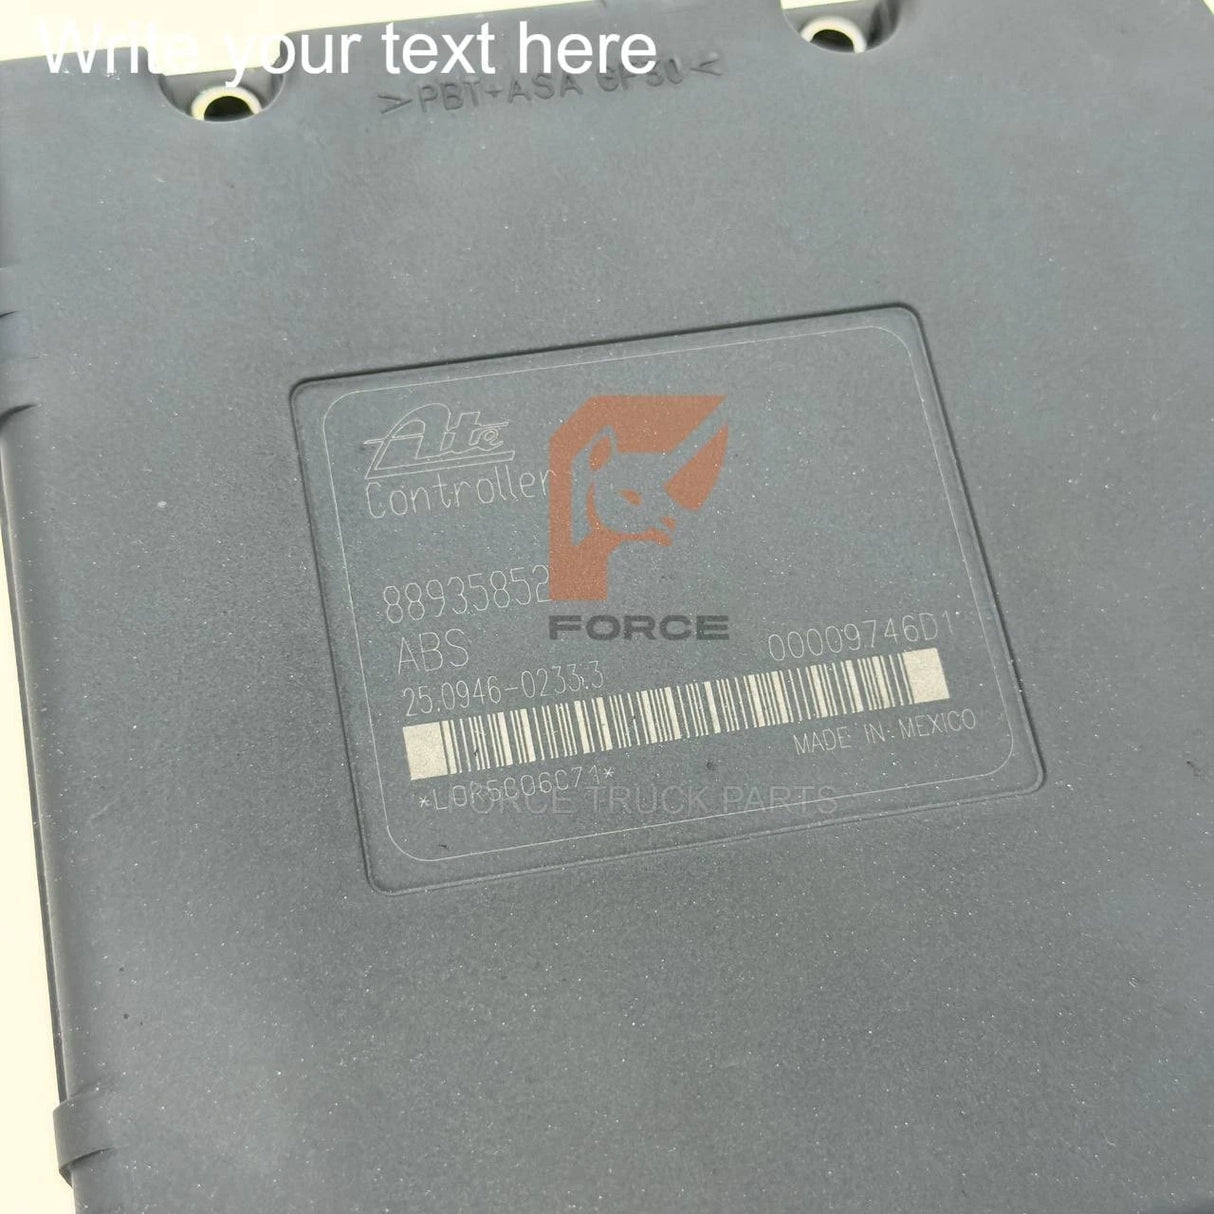 Write your text here
>PBT+ASA GF30<
Ate
Controller
88935852
FORCE
ABS
00009746D1
25.0946-0233.3
MADE IN MEXICO
FORCE TRUCK PARTS